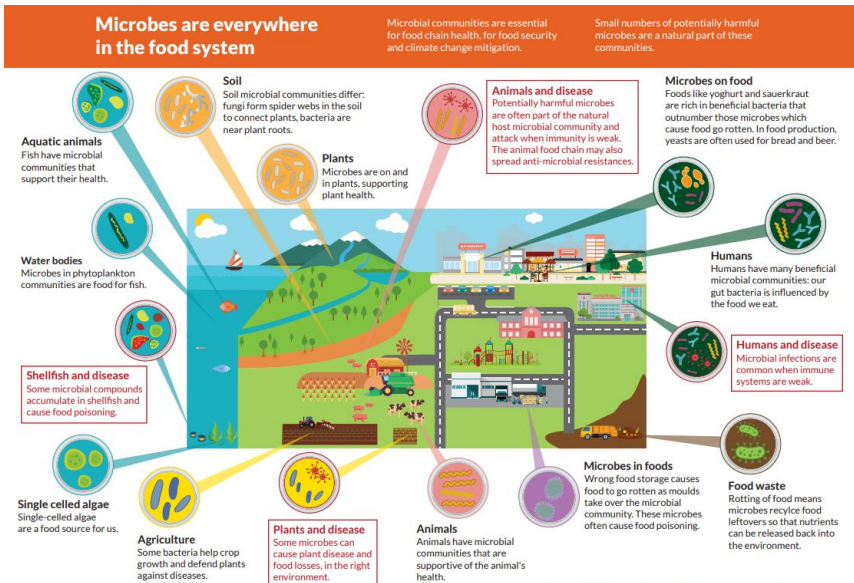 Microbes are everywhere
in the food system
Microbial communities are essential
for food chain health, for food security
and climate change mitigation.
Small numbers of potentially harmful
microbes are a natural part of these
communities.
Aquatic animals
Fish have microbial
communities that
support their health.
Soil
Soil microbial communities differ:
fungi form spider webs in the soil
to connect plants, bacteria are
near plant roots.
Plants
Microbes are on and
in plants, supporting
plant health.
Animals and disease
Potentially harmful microbes
are often part of the natural
host microbial community and
attack when immunity is weak.
The animal food chain may also
spread anti-microbial resistances.
Microbes on food
Foods like yoghurt and sauerkraut
are rich in beneficial bacteria that
outnumber those microbes which
cause food go rotten. In food production,
yeasts are often used for bread and beer.
Water bodies
Microbes in phytoplankton
communities are food for fish.
Humans
Humans have many beneficial
microbial communities: our
gut bacteria is influenced by
the food we eat.
Shellfish and disease
Some microbial compounds
accumulate in shellfish and
cause food poisoning.
Humans and disease
Microbial infections are
common when immune
systems are weak.
Single celled algae
Single-celled algae
are a food source for us.
Agriculture
Some bacteria help crop
growth and defend plants
against diseases.
Plants and disease
Some microbes can
cause plant disease and
food losses, in the right
environment.
Animals
Animals have microbial
communities that are
supportive of the animal's
health.
Microbes in foods
Wrong food storage causes
food to go rotten as moulds
take over the microbial
community. These microbes
often cause food poisoning.
Food waste
Rotting of food means
microbes recylce food
leftovers so that nutrients
can be released back into
the environment.